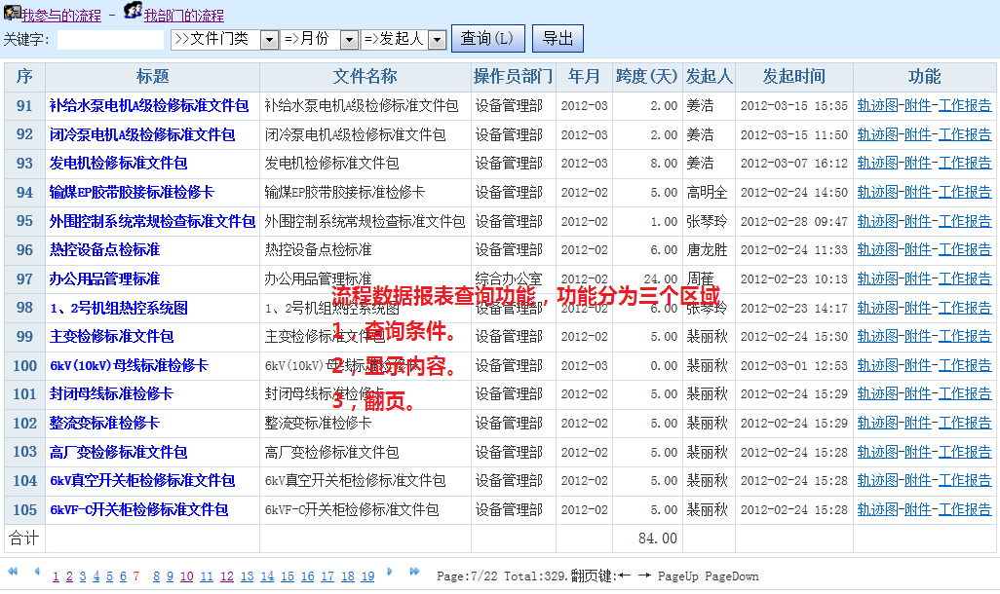 我参与的流程 - 我部门的流程
关键字: >>文件门类 =>月份 =>发起人 查询(L) 导出
序 标题 文件名称 操作员部门 年月 跨度(天) 发起人 发起时间 功能
91 补给水泵电机A级检修标准文件包 补给水泵电机A级检修标准文件包 设备管理部 2012-03 2.00 姜浩 2012-03-15 15:35 轨迹图-附件-工作报告
92 闭冷泵电机A级检修标准文件包 闭冷泵电机A级检修标准文件包 设备管理部 2012-03 2.00 姜浩 2012-03-15 11:50 轨迹图-附件-工作报告
93 发电机检修标准文件包 发电机检修标准文件包 设备管理部 2012-03 8.00 姜浩 2012-03-07 16:12 轨迹图-附件-工作报告
94 输煤EP胶带胶接标准检修卡 输煤EP胶带胶接标准检修卡 设备管理部 2012-02 5.00 高明全 2012-02-24 14:50 轨迹图-附件-工作报告
95 外围控制系统常规检查标准文件包 外围控制系统常规检查标准文件包 设备管理部 2012-02 1.00 张琴玲 2012-02-28 09:47 轨迹图-附件-工作报告
96 热控设备点检标准 热控设备点检标准 设备管理部 2012-02 6.00 唐龙胜 2012-02-24 11:33 轨迹图-附件-工作报告
97 办公用品管理标准 办公用品管理标准 综合办公室 2012-02 24.00 周 2012-02-23 10:13 轨迹图-附件-工作报告
流程数据报表查询功能，功能分为三个区域
98 1、2号机组热控系统图 1、2号机组热控系统图 设备管理部 2012-02 6.00 张琴玲 2012-02-23 14:17 轨迹图-附件-工作报告
1，查询条件。
99 主变检修标准文件包 主变检修标准文件包 设备管理部 2012-02 5.00 裴丽秋 2012-02-24 15:30 轨迹图-附件-工作报告
2，显示内容。
100 6kV(10kV)母线标准检修卡 6kV(10kV)母线标准检修卡 设备管理部 2012-03 0.00 裴丽秋 2012-03-01 12:53 轨迹图-附件-工作报告
3，翻页。
101 封闭母线标准检修卡 封闭母线标准检修卡 设备管理部 2012-02 5.00 裴丽秋 2012-02-24 15:29 轨迹图-附件-工作报告
102 整流变标准检修卡 整流变标准检修卡 设备管理部 2012-02 5.00 裴丽秋 2012-02-24 15:29 轨迹图-附件-工作报告
103 高厂变检修标准文件包 高厂变检修标准文件包 设备管理部 2012-02 5.00 裴丽秋 2012-02-24 15:28 轨迹图-附件-工作报告
104 6kV真空开关柜检修标准文件包 6kV真空开关柜检修标准文件包 设备管理部 2012-02 5.00 裴丽秋 2012-02-24 15:28 轨迹图-附件-工作报告
105 6kVF-C开关柜检修标准文件包 6kVF-C开关柜检修标准文件包 设备管理部 2012-02 5.00 裴丽秋 2012-02-24 15:28 轨迹图-附件-工作报告
合计 84.00
1 2 3 4 5 6 7 8 9 10 11 12 13 14 15 16 17 18 19 Page:7/22 Total:329.翻页键:← → PageUp PageDown